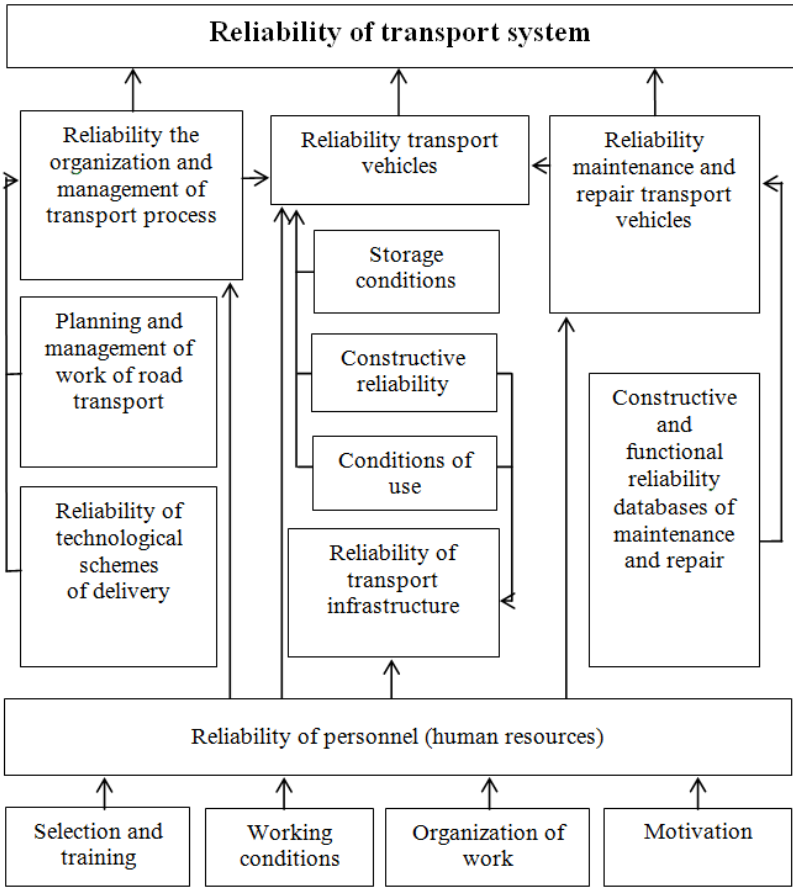 Reliability of transport system
Reliability the
organization and
management of
transport process
Reliability transport
vehicles
Reliability
maintenance and
repair transport
vehicles
Storage
conditions
Planning and
management of
work of road
transport
Constructive
reliability
Constructive
and
functional
reliability
databases of
maintenance
and repair
Conditions of
use
Reliability of
technological
schemes
of delivery
Reliability of
transport
infrastructure
Reliability of personnel (human resources)
Selection and
training
Working
conditions
Organization of
work
Motivation